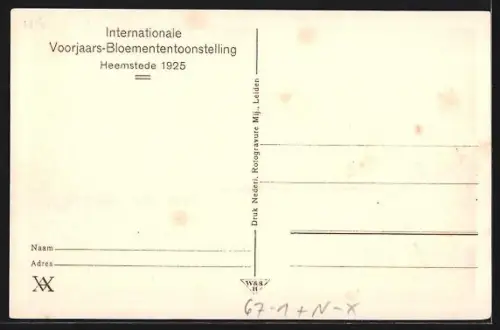 Internationale
Voorjaars-Bloemententoonstelling
Heemstede 1925
Druk Nederl. Rotogravure Mij., Leiden
Naam
Adres
67-1+N-X